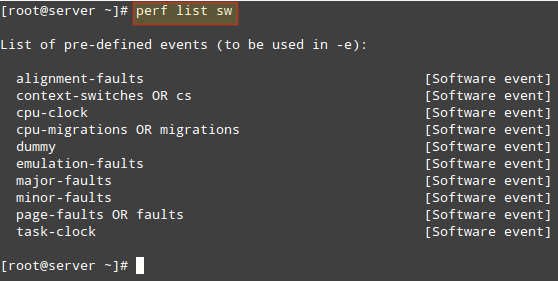 [root@server ~]# perf list sw
List of pre-defined events (to be used in -e):
alignment-faults [Software event]
context-switches OR cs [Software event]
cpu-clock [Software event]
cpu-migrations OR migrations [Software event]
dummy [Software event]
emulation-faults [Software event]
major-faults [Software event]
minor-faults [Software event]
page-faults OR faults [Software event]
task-clock [Software event]
[root@server ~]#